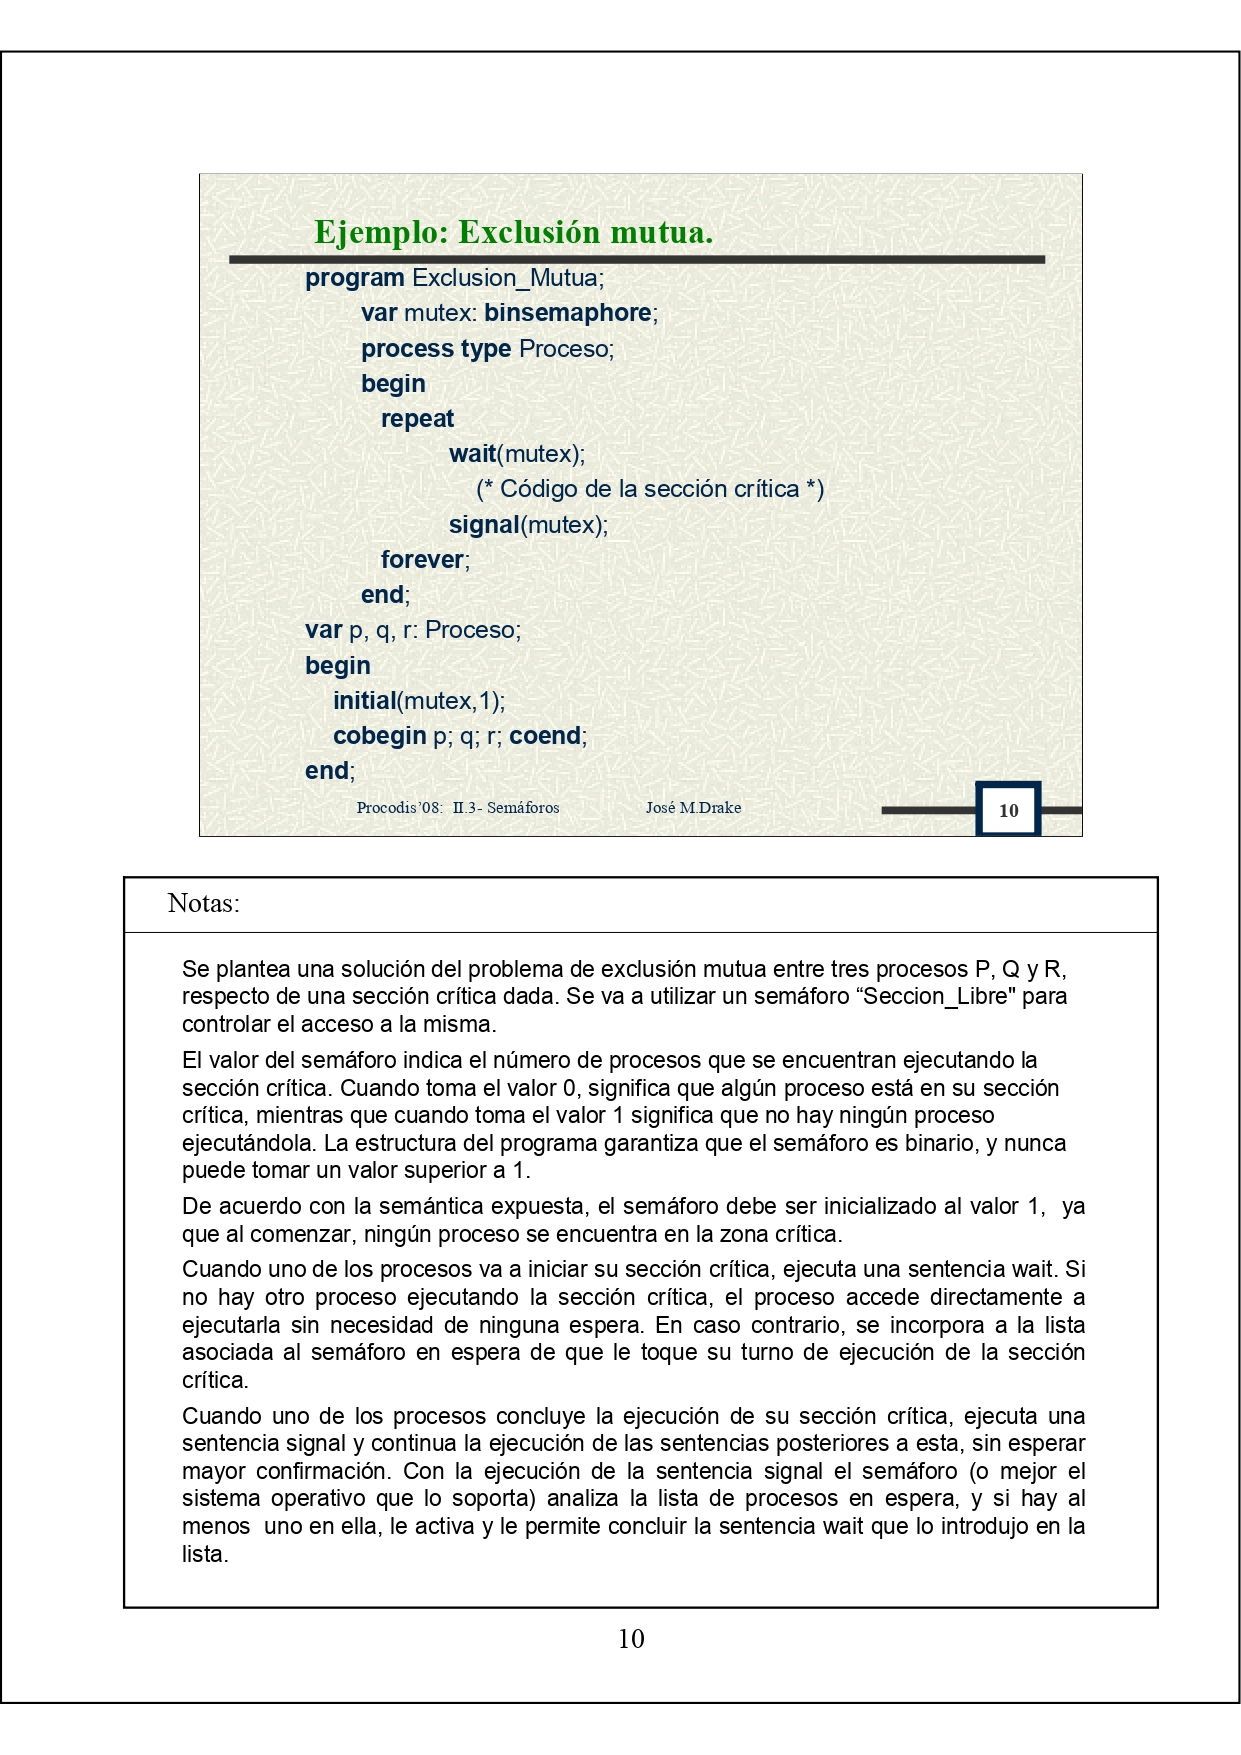 Ejemplo: Exclusión mutua.
program Exclusion_Mutua;
var mutex: binsemaphore;
process type Proceso;
begin
repeat
wait(mutex);
(* Código de la sección crítica *)
signal(mutex);
forever;
end;
var p, q, r: Proceso;
begin
initial(mutex,1);
cobegin p; q; r; coend;
end;
Procodis’08: II.3- Semáforos José M.Drake 10
Notas:
Se plantea una solución del problema de exclusión mutua entre tres procesos P, Q y R,
respecto de una sección crítica dada. Se va a utilizar un semáforo “Seccion_Libre" para
controlar el acceso a la misma.
El valor del semáforo indica el número de procesos que se encuentran ejecutando la
sección crítica. Cuando toma el valor 0, significa que algún proceso está en su sección
crítica, mientras que cuando toma el valor 1 significa que no hay ningún proceso
ejecutándola. La estructura del programa garantiza que el semáforo es binario, y nunca
puede tomar un valor superior a 1.
De acuerdo con la semántica expuesta, el semáforo debe ser inicializado al valor 1, ya
que al comenzar, ningún proceso se encuentra en la zona crítica.
Cuando uno de los procesos va a iniciar su sección crítica, ejecuta una sentencia wait. Si
no hay otro proceso ejecutando la sección crítica, el proceso accede directamente a
ejecutarla sin necesidad de ninguna espera. En caso contrario, se incorpora a la lista
asociada al semáforo en espera de que le toque su turno de ejecución de la sección
crítica.
Cuando uno de los procesos concluye la ejecución de su sección crítica, ejecuta una
sentencia signal y continua la ejecución de las sentencias posteriores a esta, sin esperar
mayor confirmación. Con la ejecución de la sentencia signal el semáforo (o mejor el
sistema operativo que lo soporta) analiza la lista de procesos en espera, y si hay al
menos uno en ella, le activa y le permite concluir la sentencia wait que lo introdujo en la
lista.
10